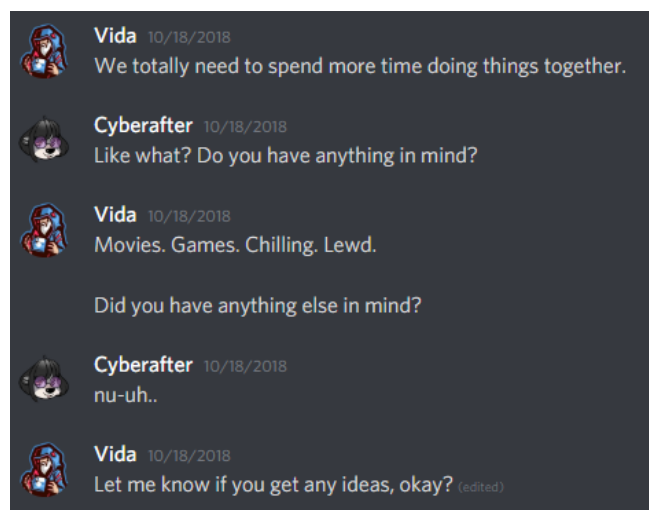 Vida 10/18/2018
We totally need to spend more time doing things together.
Cyberafter 10/18/2018
Like what? Do you have anything in mind?
Vida 10/18/2018
Movies. Games. Chilling. Lewd.
Did you have anything else in mind?
Cyberafter 10/18/2018
nu-uh..
Vida 10/18/2018
Let me know if you get any ideas, okay? (edited)